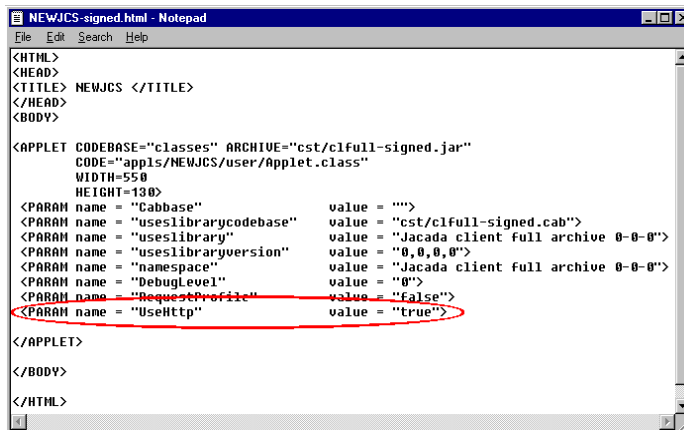 NEWJCS-signed.html - Notepad
File Edit Search Help
<HTML>
<HEAD>
<TITLE> NEWJCS </TITLE>
</HEAD>
<BODY>
<APPLET CODEBASE="classes" ARCHIVE="cst/clfull-signed.jar"
CODE="appls/NEWJCS/user/Applet.class"
WIDTH=550
HEIGHT=130>
<PARAM name = "Cabbase" value = "">
<PARAM name = "useslibrarycodebase" value = "cst/clfull-signed.cab">
<PARAM name = "useslibrary" value = "Jacada client full archive 0-0-0">
<PARAM name = "useslibraryversion" value = "0,0,0,0">
<PARAM name = "namespace" value = "Jacada client full archive 0-0-0">
<PARAM name = "DebugLevel" value = "0">
<PARAM name = "RequestProfile" value = "false">
<PARAM name = "UseHttp" value = "true">
</APPLET>
</BODY>
</HTML>